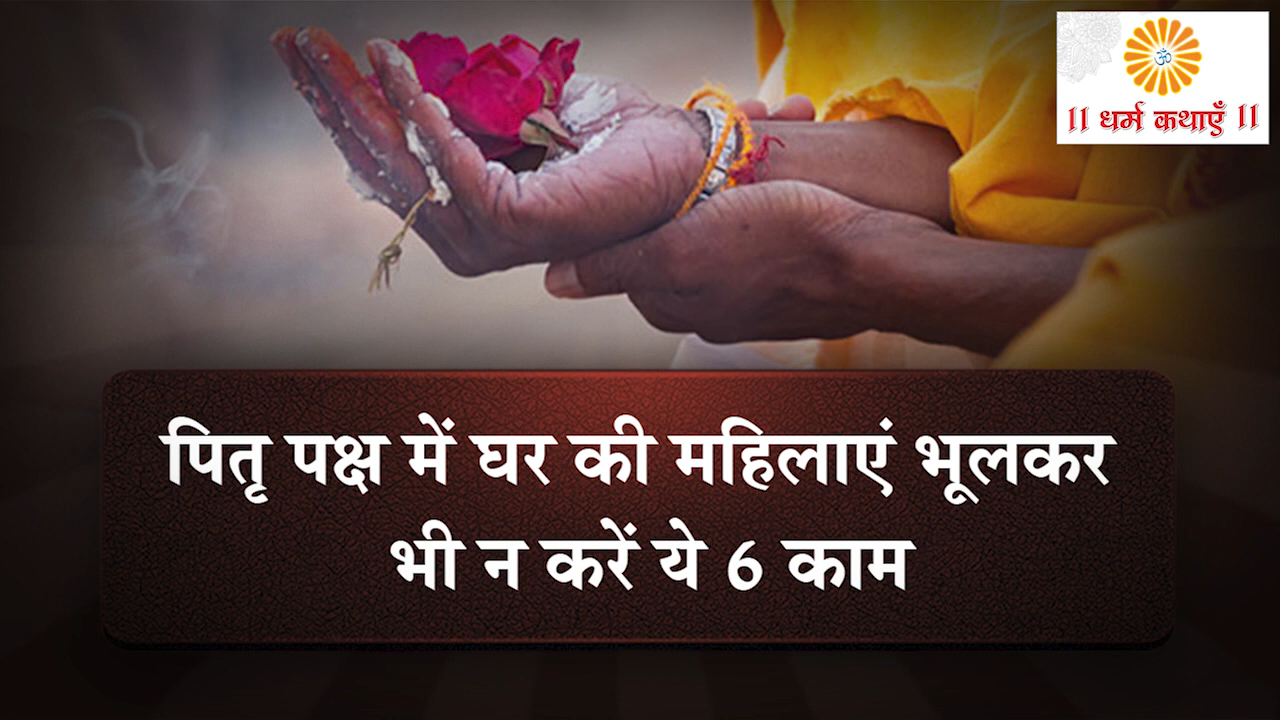 ॐ
।। धर्म कथाएँ ।।
पितृ पक्ष में घर की महिलाएं भूलकर
भी न करें ये 6 काम